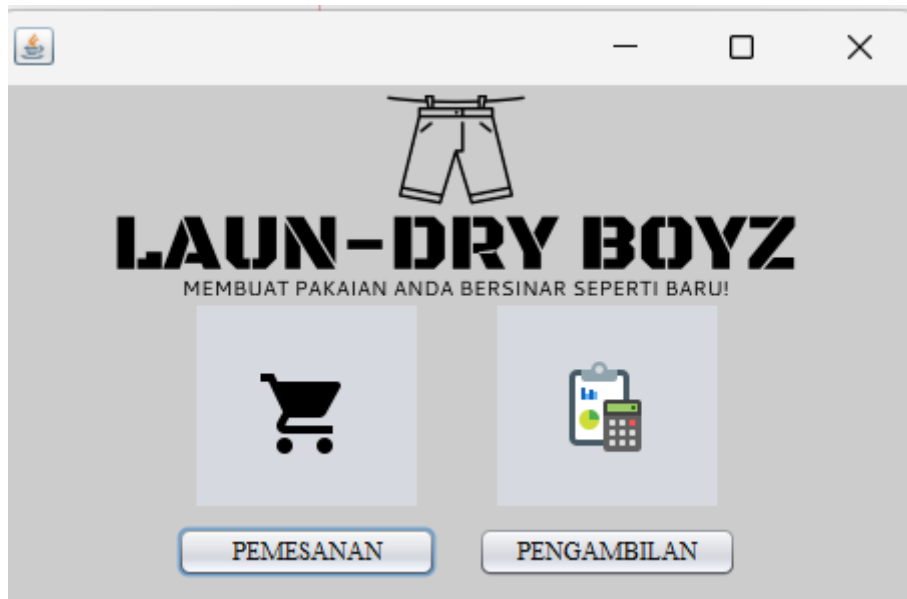 LAUN-DRY BOYZ
MEMBUAT PAKAIAN ANDA BERSINAR SEPERTI BARU!
PEMESANAN PENGAMBILAN